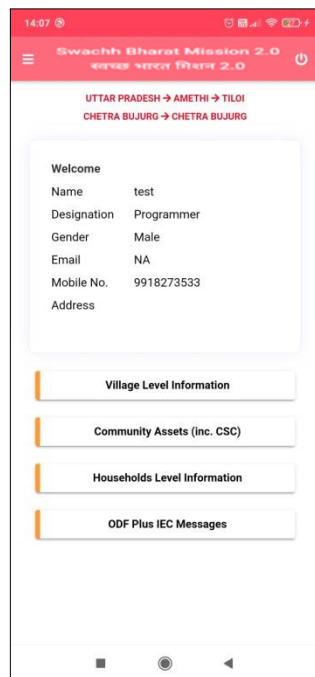 14:07
Swachh Bharat Mission 2.0
स्वच्छ भारत मिशन 2.0
UTTAR PRADESH → AMETHI → TILOI
CHETRA BUJURG → CHETRA BUJURG
Welcome
Name test
Designation Programmer
Gender Male
Email NA
Mobile No. 9918273533
Address
Village Level Information
Community Assets (inc. CSC)
Households Level Information
ODF Plus IEC Messages